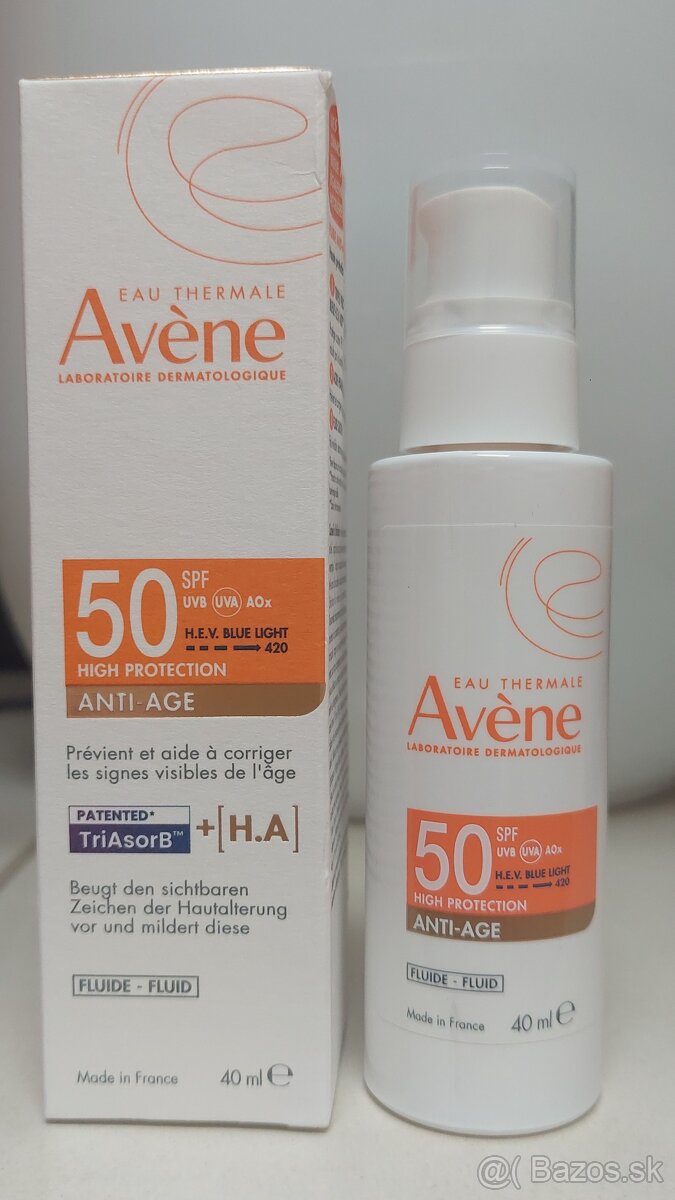 EAU THERMALE
Avène
LABORATOIRE DERMATOLOGIQUE
50 SPF
UVB UVA AOx
H.E.V. BLUE LIGHT
420
HIGH PROTECTION
ANTI-AGE
Prévient et aide à corriger
les signes visibles de l'âge
PATENTED*
TriAsorB™ +[H.A]
Beugt den sichtbaren
Zeichen der Hautalterung
vor und mildert diese
FLUIDE - FLUID
Made in France 40 ml ℮
EAU THERMALE
Avène
LABORATOIRE DERMATOLOGIQUE
50 SPF
UVB UVA AOx
H.E.V. BLUE LIGHT
420
HIGH PROTECTION
ANTI-AGE
FLUIDE - FLUID
Made in France 40 ml ℮
@( Bazos.sk